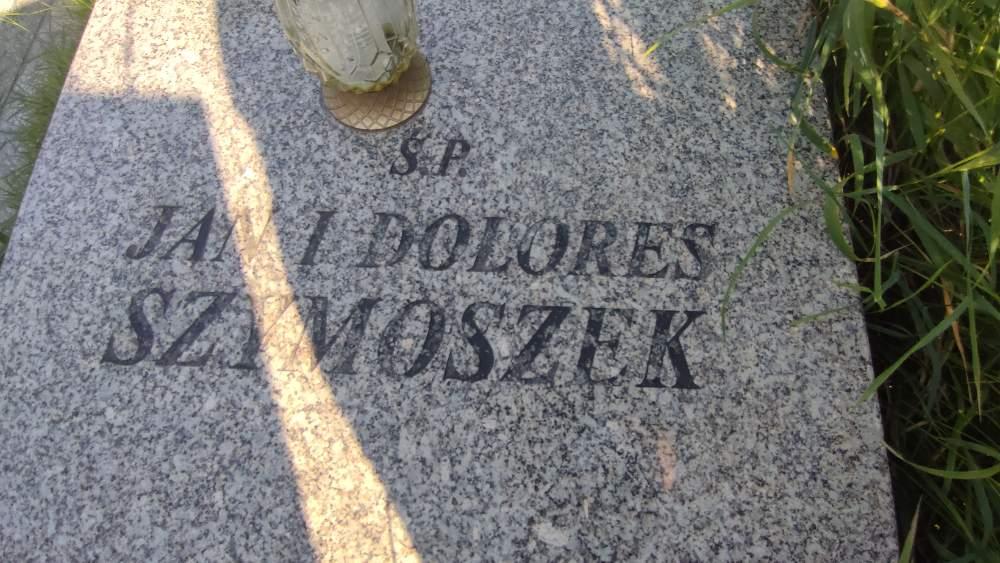 Ś.P.
JAN I DOLORES
SZYMOSZEK